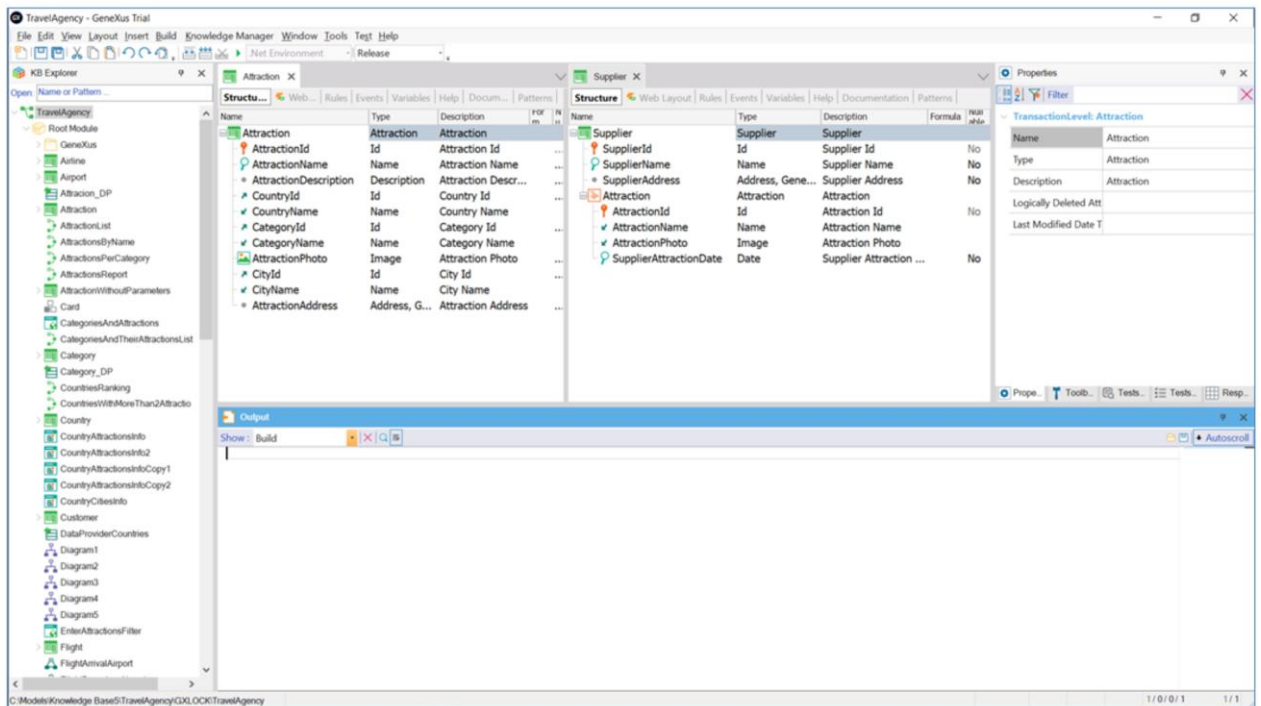 TravelAgency - GeneXus Trial
File Edit View Layout Insert Build Knowledge Manager Window Tools Test Help
.Net Environment Release
KB Explorer
Open: Name or Pattern ...
TravelAgency
Root Module
GeneXus
Airline
Airport
Attracion_DP
Attraction
AttractionList
AttractionsByName
AttractionsPerCategory
AttractionsReport
AttractionWithoutParameters
Card
CategoriesAndAttractions
CategoriesAndTheirAttractionsList
Category
Category_DP
CountriesRanking
CountriesWithMoreThan2Attractio
Country
CountryAttractionsInfo
CountryAttractionsInfo2
CountryAttractionsInfoCopy1
CountryAttractionsInfoCopy2
CountryCitiesInfo
Customer
DataProviderCountries
Diagram1
Diagram2
Diagram3
Diagram4
Diagram5
EnterAttractionsFilter
Flight
FlightArrivalAirport
Attraction
Structu... Web... Rules Events Variables Help Docum... Patterns
Name Type Description For m N u
Attraction Attraction Attraction
AttractionId Id Attraction Id ...
AttractionName Name Attraction Name ...
AttractionDescription Description Attraction Descr... ...
CountryId Id Country Id ...
CountryName Name Country Name
CategoryId Id Category Id ...
CategoryName Name Category Name
AttractionPhoto Image Attraction Photo ...
CityId Id City Id ...
CityName Name City Name
AttractionAddress Address, G... Attraction Address ...
Supplier
Structure Web Layout Rules Events Variables Help Documentation Patterns
Name Type Description Formula Null able
Supplier Supplier Supplier
SupplierId Id Supplier Id No
SupplierName Name Supplier Name No
SupplierAddress Address, Gene... Supplier Address No
Attraction Attraction Attraction
AttractionId Id Attraction Id No
AttractionName Name Attraction Name
AttractionPhoto Image Attraction Photo
SupplierAttractionDate Date Supplier Attraction ... No
Properties
Filter
TransactionLevel: Attraction
Name Attraction
Type Attraction
Description Attraction
Logically Deleted Att
Last Modified Date T
Prope... Toolb... Tests... Tests... Resp...
Output
Show: Build
Autoscroll
C:\Models\Knowledge Base5\TravelAgency\GXLOCK\TravelAgency 1/0/0/1 1/1